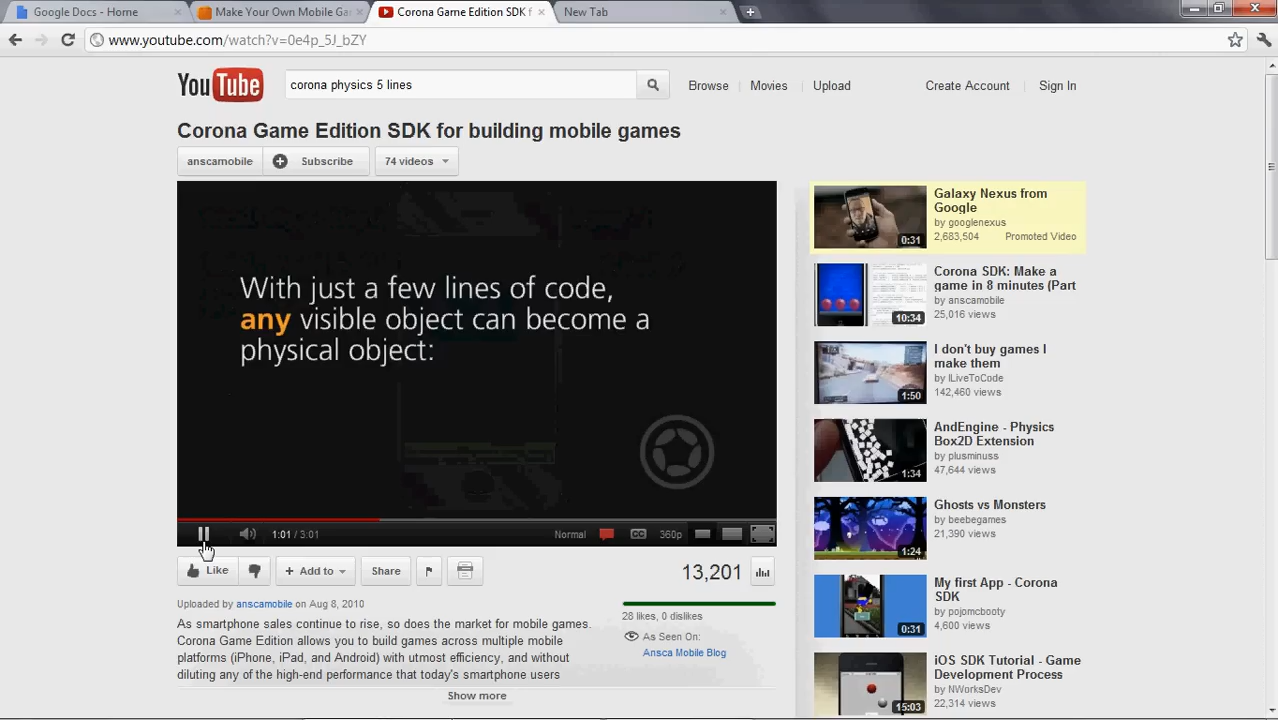 Google Docs - Home
Make Your Own Mobile Ga
Corona Game Edition SDK f
New Tab
www.youtube.com/watch?v=0e4p_5J_bZY
YouTube
corona physics 5 lines
Browse
Movies
Upload
Create Account
Sign In
Corona Game Edition SDK for building mobile games
anscamobile
Subscribe
74 videos
With just a few lines of code,
any visible object can become a
physical object:
1:01 / 3:01
Normal
CC
360p
Like
Add to
Share
13,201
Uploaded by anscamobile on Aug 8, 2010
As smartphone sales continue to rise, so does the market for mobile games.
Corona Game Edition allows you to build games across multiple mobile
platforms (iPhone, iPad, and Android) with utmost efficiency, and without
diluting any of the high-end performance that today's smartphone users
Show more
28 likes, 0 dislikes
As Seen On:
Ansca Mobile Blog
Galaxy Nexus from
Google
by googlenexus
2,683,504
Promoted Video
0:31
Corona SDK: Make a
game in 8 minutes (Part
by anscamobile
25,016 views
10:34
I don't buy games I
make them
by ILiveToCode
142,460 views
1:50
AndEngine - Physics
Box2D Extension
by plusminuss
47,644 views
1:34
Ghosts vs Monsters
by beebegames
21,390 views
1:24
My first App - Corona
SDK
by pojomcbooty
4,600 views
0:31
iOS SDK Tutorial - Game
Development Process
by NWorksDev
22,314 views
15:03